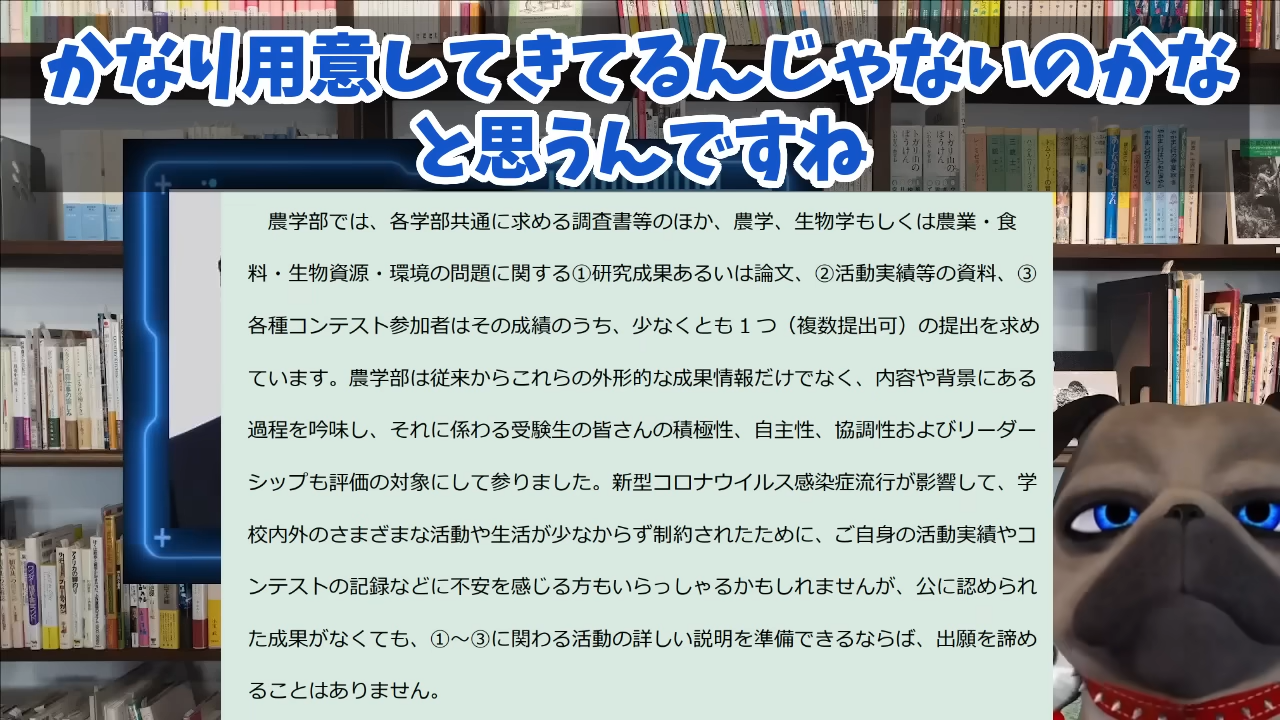 かなり用意してきてるんじゃないのかな
と思うんですね
農学部では、各学部共通に求める調査書等のほか、農学、生物学もしくは農業・食
料・生物資源・環境の問題に関する①研究成果あるいは論文、②活動実績等の資料、③
各種コンテスト参加者はその成績のうち、少なくとも1つ（複数提出可）の提出を求め
ています。農学部は従来からこれらの外形的な成果情報だけでなく、内容や背景にある
過程を吟味し、それに係わる受験生の皆さんの積極性、自主性、協調性およびリーダー
シップも評価の対象にして参りました。新型コロナウイルス感染症流行が影響して、学
校内外のさまざまな活動や生活が少なからず制約されたために、ご自身の活動実績やコ
ンテストの記録などに不安を感じる方もいらっしゃるかもしれませんが、公に認められ
た成果がなくても、①～③に関わる活動の詳しい説明を準備できるならば、出願を諦め
ることはありません。